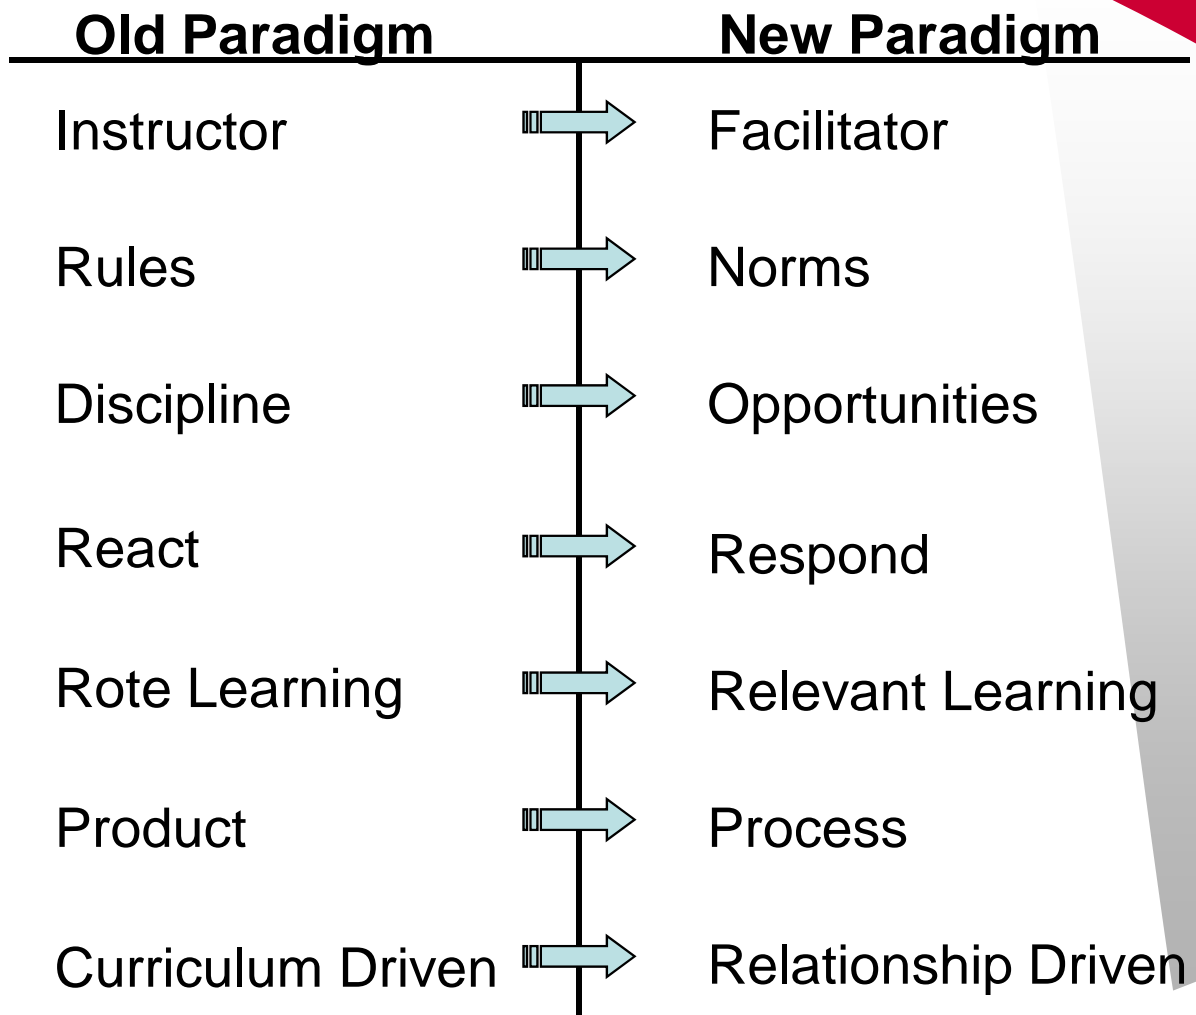 Old Paradigm New Paradigm
Instructor Facilitator
Rules Norms
Discipline Opportunities
React Respond
Rote Learning Relevant Learning
Product Process
Curriculum Driven Relationship Driven